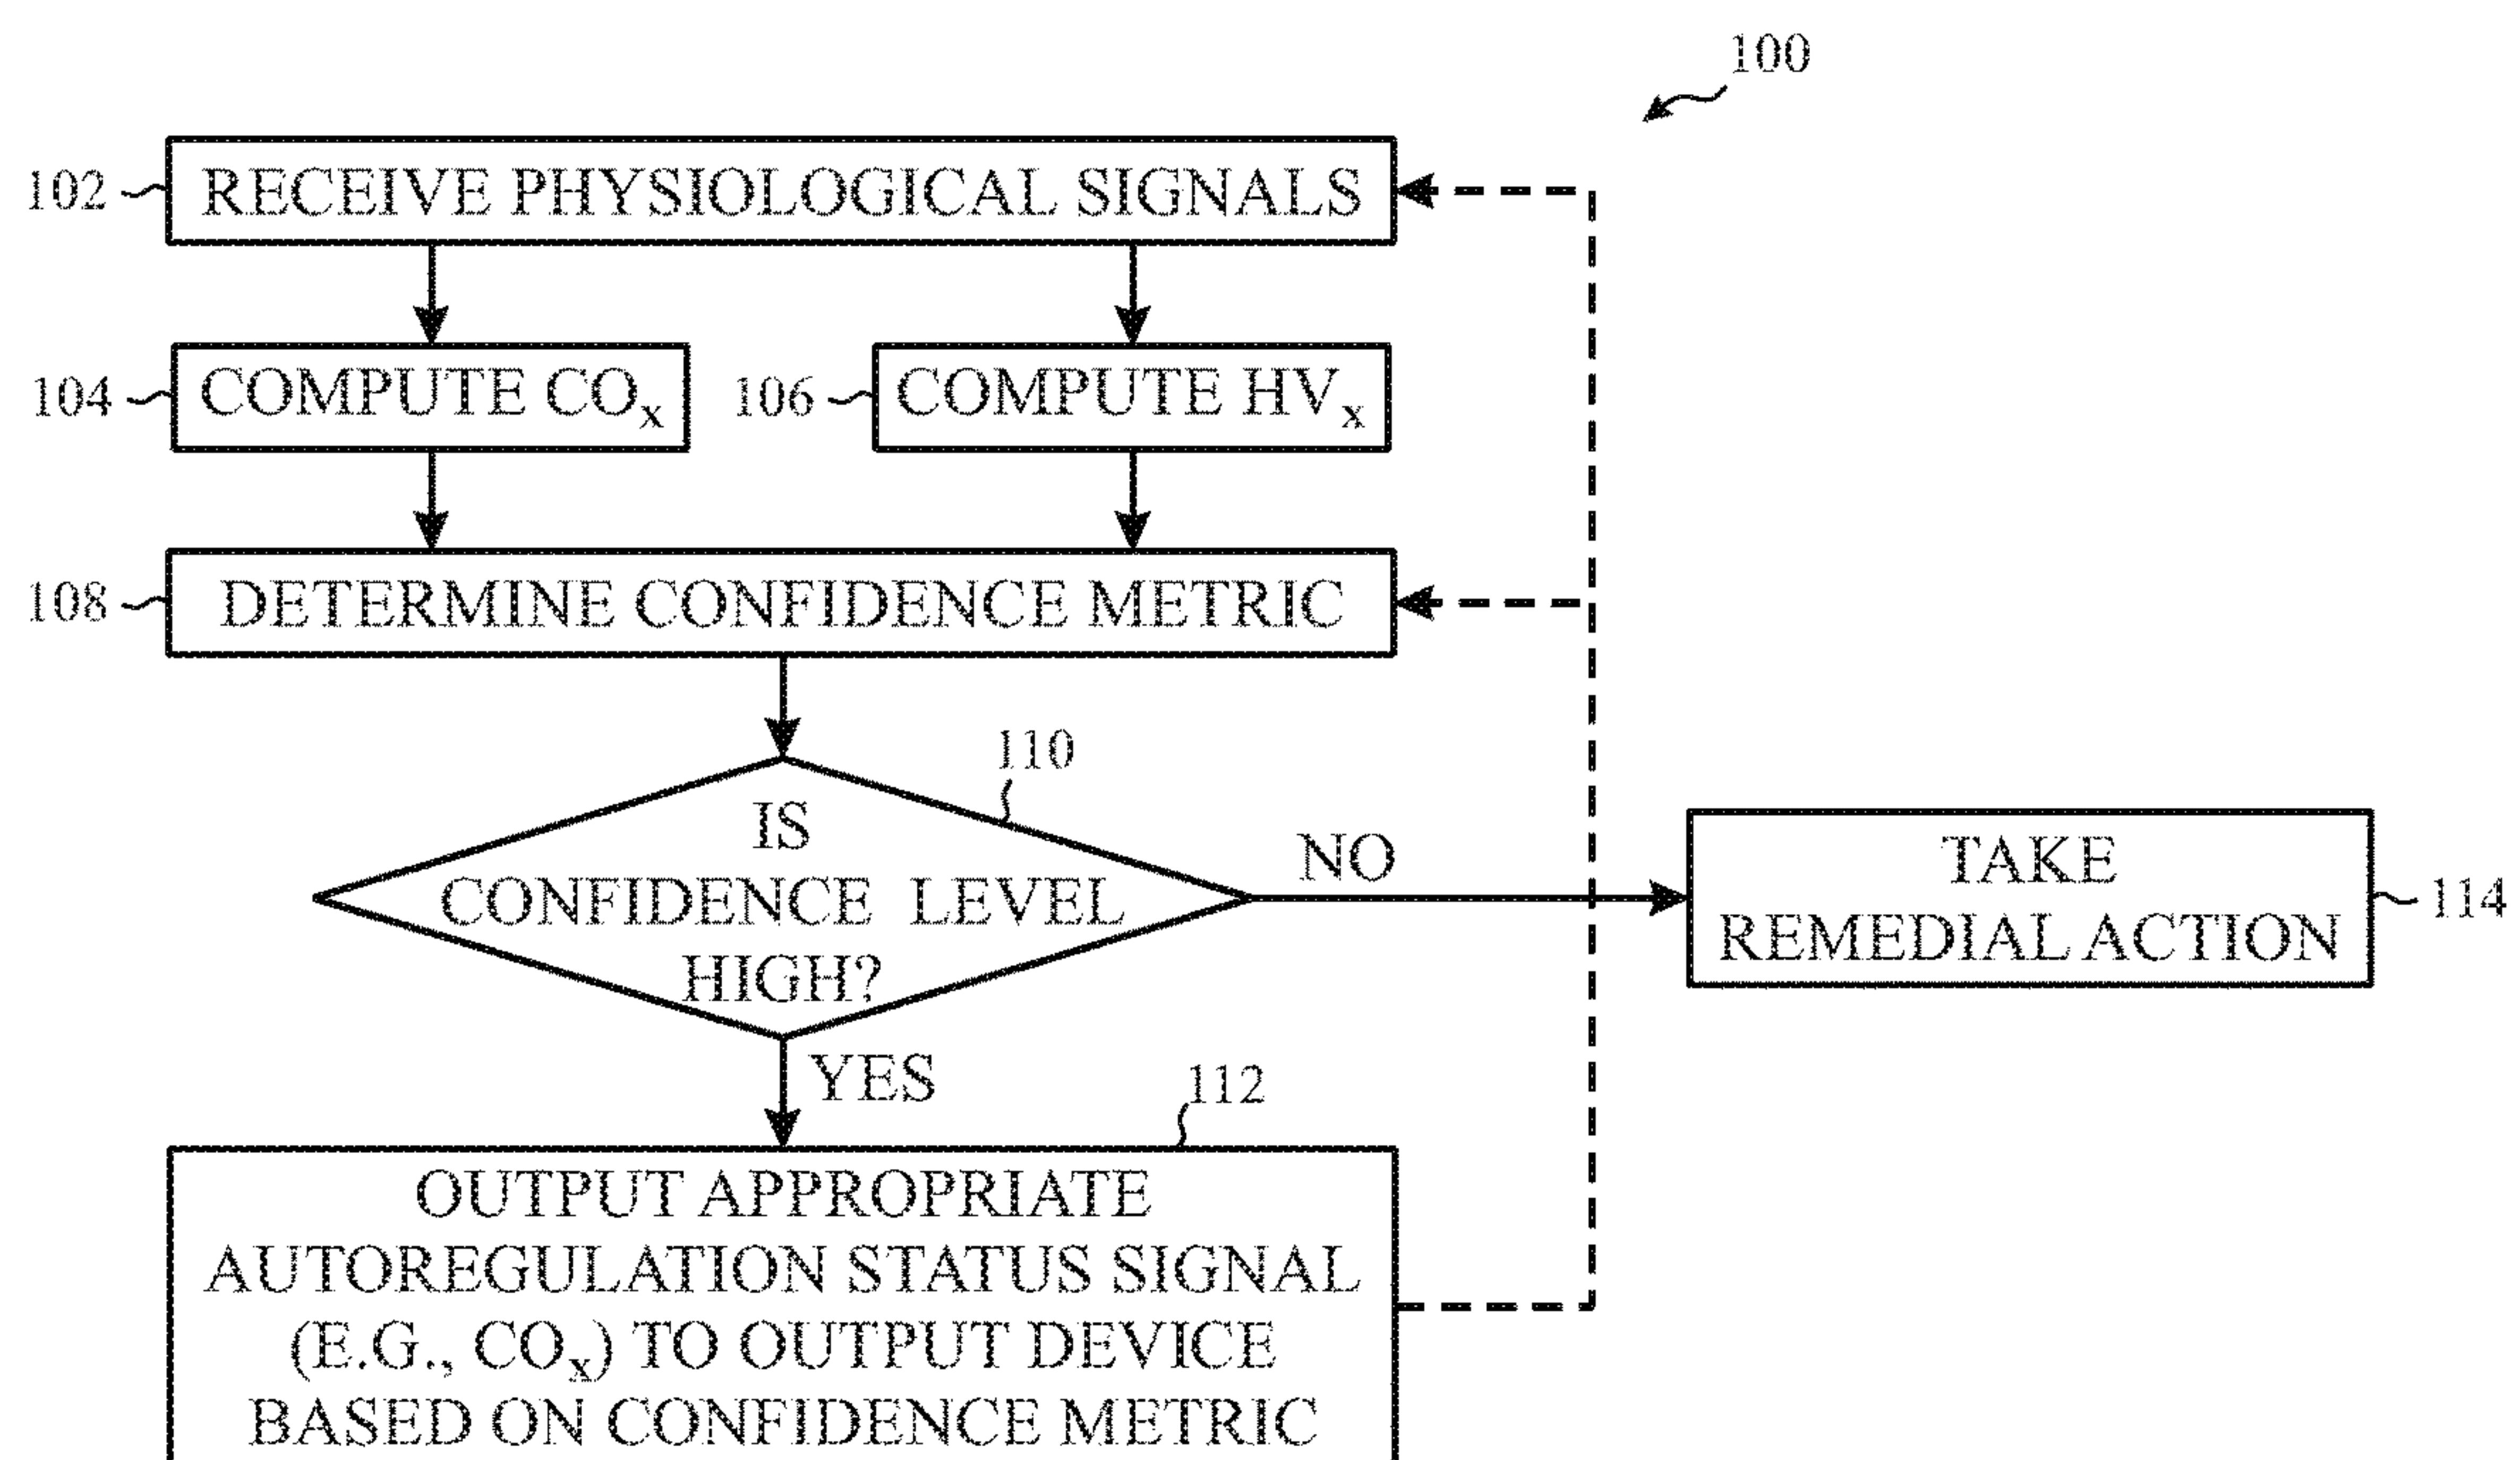 100
102
RECEIVE PHYSIOLOGICAL SIGNALS
104
COMPUTE COx
106
COMPUTE HVx
108
DETERMINE CONFIDENCE METRIC
110
IS
CONFIDENCE LEVEL
HIGH?
NO
TAKE
REMEDIAL ACTION
114
YES
112
OUTPUT APPROPRIATE
AUTOREGULATION STATUS SIGNAL
(E.G., COx) TO OUTPUT DEVICE
BASED ON CONFIDENCE METRIC